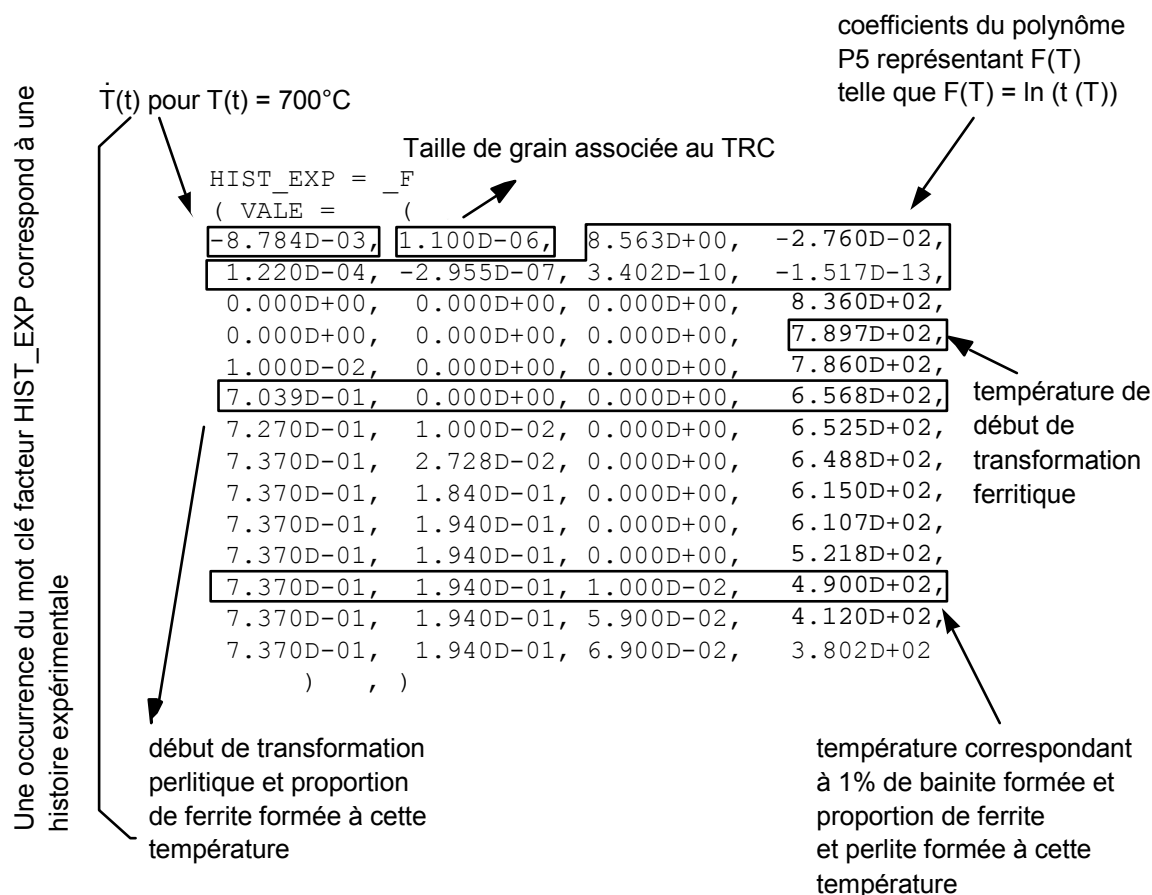 coefficients du polynôme
P5 représentant F(T)
telle que F(T) = ln (t (T))
Ṫ(t) pour T(t) = 700°C
Taille de grain associée au TRC
Une occurrence du mot clé facteur HIST_EXP correspond à une
histoire expérimentale
HIST_EXP = _F
( VALE = (
-8.784D-03, 1.100D-06, 8.563D+00, -2.760D-02,
1.220D-04, -2.955D-07, 3.402D-10, -1.517D-13,
0.000D+00, 0.000D+00, 0.000D+00, 8.360D+02,
0.000D+00, 0.000D+00, 0.000D+00, 7.897D+02,
1.000D-02, 0.000D+00, 0.000D+00, 7.860D+02,
7.039D-01, 0.000D+00, 0.000D+00, 6.568D+02,
7.270D-01, 1.000D-02, 0.000D+00, 6.525D+02,
7.370D-01, 2.728D-02, 0.000D+00, 6.488D+02,
7.370D-01, 1.840D-01, 0.000D+00, 6.150D+02,
7.370D-01, 1.940D-01, 0.000D+00, 6.107D+02,
7.370D-01, 1.940D-01, 0.000D+00, 5.218D+02,
7.370D-01, 1.940D-01, 1.000D-02, 4.900D+02,
7.370D-01, 1.940D-01, 5.900D-02, 4.120D+02,
7.370D-01, 1.940D-01, 6.900D-02, 3.802D+02
) , )
température de
début de
transformation
ferritique
début de transformation
perlitique et proportion
de ferrite formée à cette
température
température correspondant
à 1% de bainite formée et
proportion de ferrite
et perlite formée à cette
température